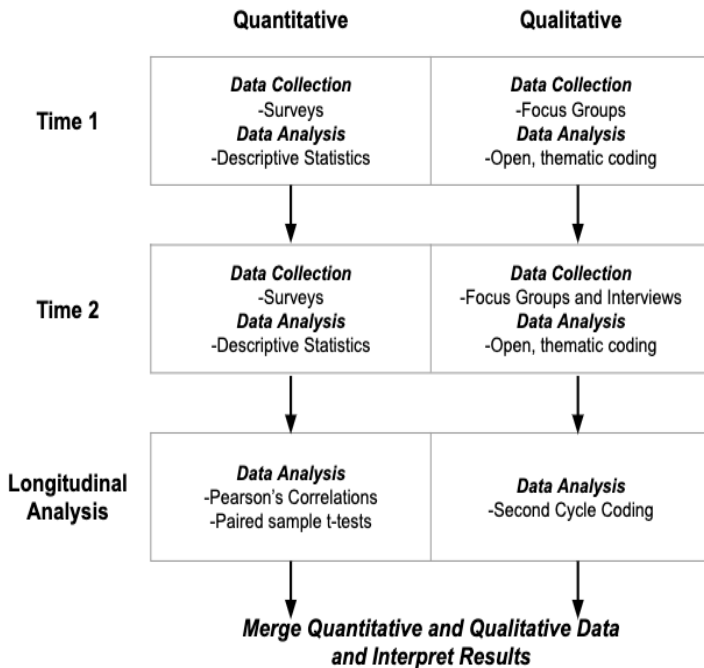 Quantitative
Qualitative
Time 1
Data Collection
-Surveys
Data Analysis
-Descriptive Statistics
Data Collection
-Focus Groups
Data Analysis
-Open, thematic coding
Time 2
Data Collection
-Surveys
Data Analysis
-Descriptive Statistics
Data Collection
-Focus Groups and Interviews
Data Analysis
-Open, thematic coding
Longitudinal
Analysis
Data Analysis
-Pearson's Correlations
-Paired sample t-tests
Data Analysis
-Second Cycle Coding
Merge Quantitative and Qualitative Data
and Interpret Results